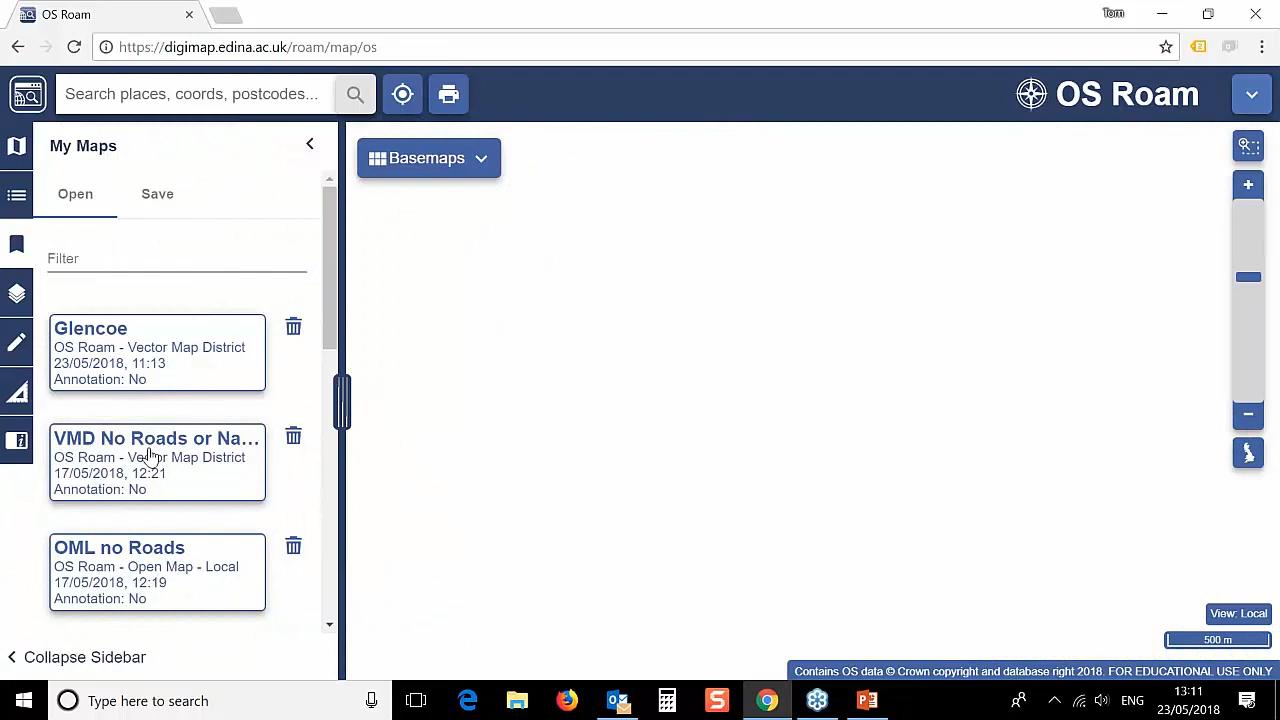 OS Roam
Tom
https://digimap.edina.ac.uk/roam/map/os
Search places, coords, postcodes...
OS Roam
My Maps
Open
Save
Filter
Glencoe
OS Roam - Vector Map District
23/05/2018, 11:13
Annotation: No
VMD No Roads or Na...
OS Roam - Vector Map District
17/05/2018, 12:21
Annotation: No
OML no Roads
OS Roam - Open Map - Local
17/05/2018, 12:19
Annotation: No
Collapse Sidebar
Basemaps
View: Local
500 m
Contains OS data © Crown copyright and database right 2018. FOR EDUCATIONAL USE ONLY
Type here to search
ENG
13:11
23/05/2018